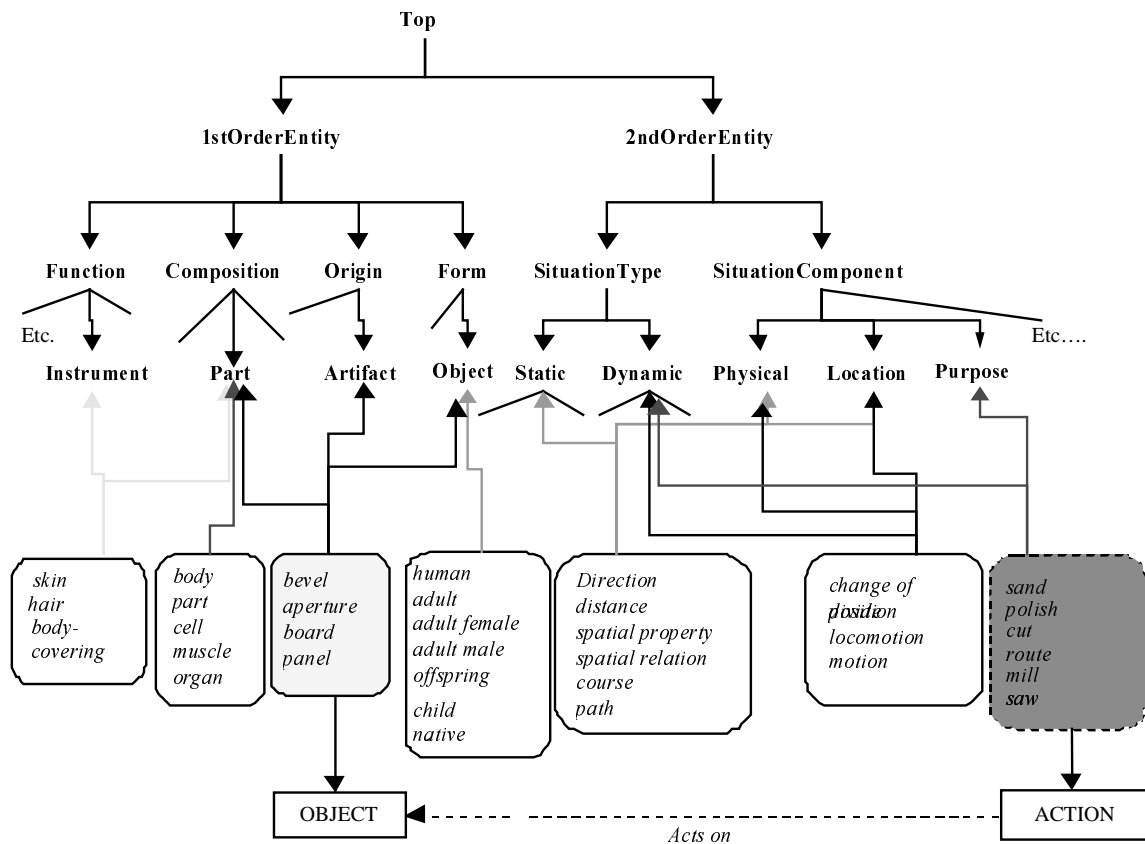 Top
1stOrderEntity
2ndOrderEntity
Function
Composition
Origin
Form
SituationType
SituationComponent
Etc.
Etc….
Instrument
Part
Artifact
Object
Static
Dynamic
Physical
Location
Purpose
skin
hair
body-
covering
body
part
cell
muscle
organ
bevel
aperture
board
panel
human
adult
adult female
adult male
offspring
child
native
Direction
distance
spatial property
spatial relation
course
path
change of
position
locomotion
motion
sand
polish
cut
route
mill
saw
OBJECT
ACTION
Acts on